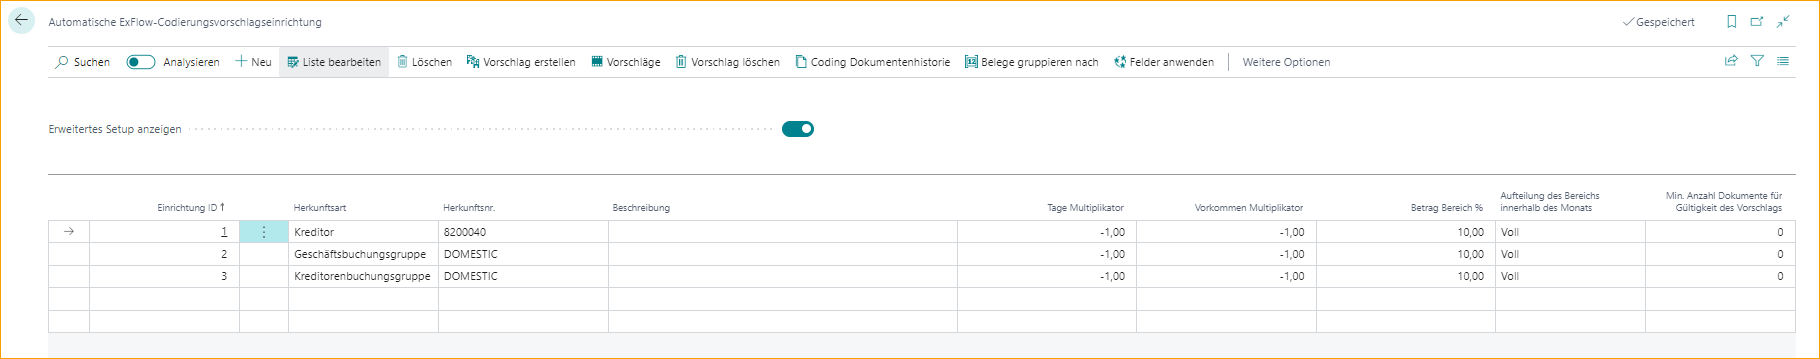 Automatische ExFlow-Codierungsvorschlagseinrichtung
Gespeichert
Suchen Analysieren Neu Liste bearbeiten Löschen Vorschlag erstellen Vorschläge Vorschlag löschen Coding Dokumentenhistorie Belege gruppieren nach Felder anwenden Weitere Optionen
Erweitertes Setup anzeigen
Einrichtung ID ↑ Herkunftsart Herkunftsnr. Beschreibung Tage Multiplikator Vorkommen Multiplikator Betrag Bereich % Aufteilung des Bereichs innerhalb des Monats Min. Anzahl Dokumente für Gültigkeit des Vorschlags
1 Kreditor 8200040 -1,00 -1,00 10,00 Voll 0
2 Geschäftsbuchungsgruppe DOMESTIC -1,00 -1,00 10,00 Voll 0
3 Kreditorenbuchungsgruppe DOMESTIC -1,00 -1,00 10,00 Voll 0